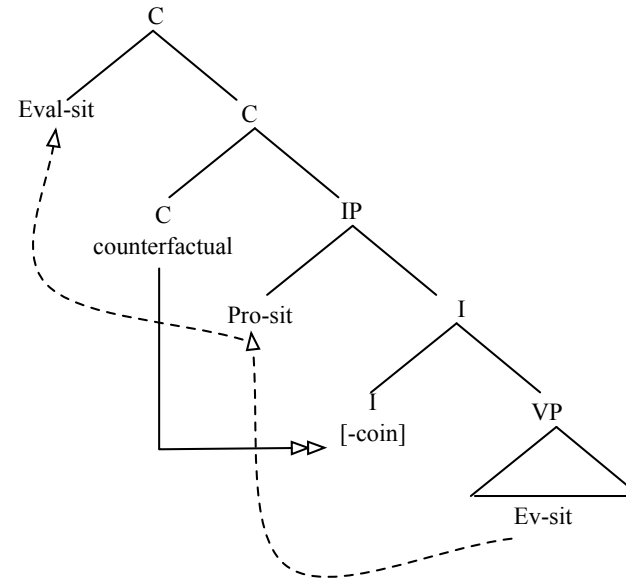 C
Eval-sit
C
C
counterfactual
IP
Pro-sit
I
I
[-coin]
VP
Ev-sit